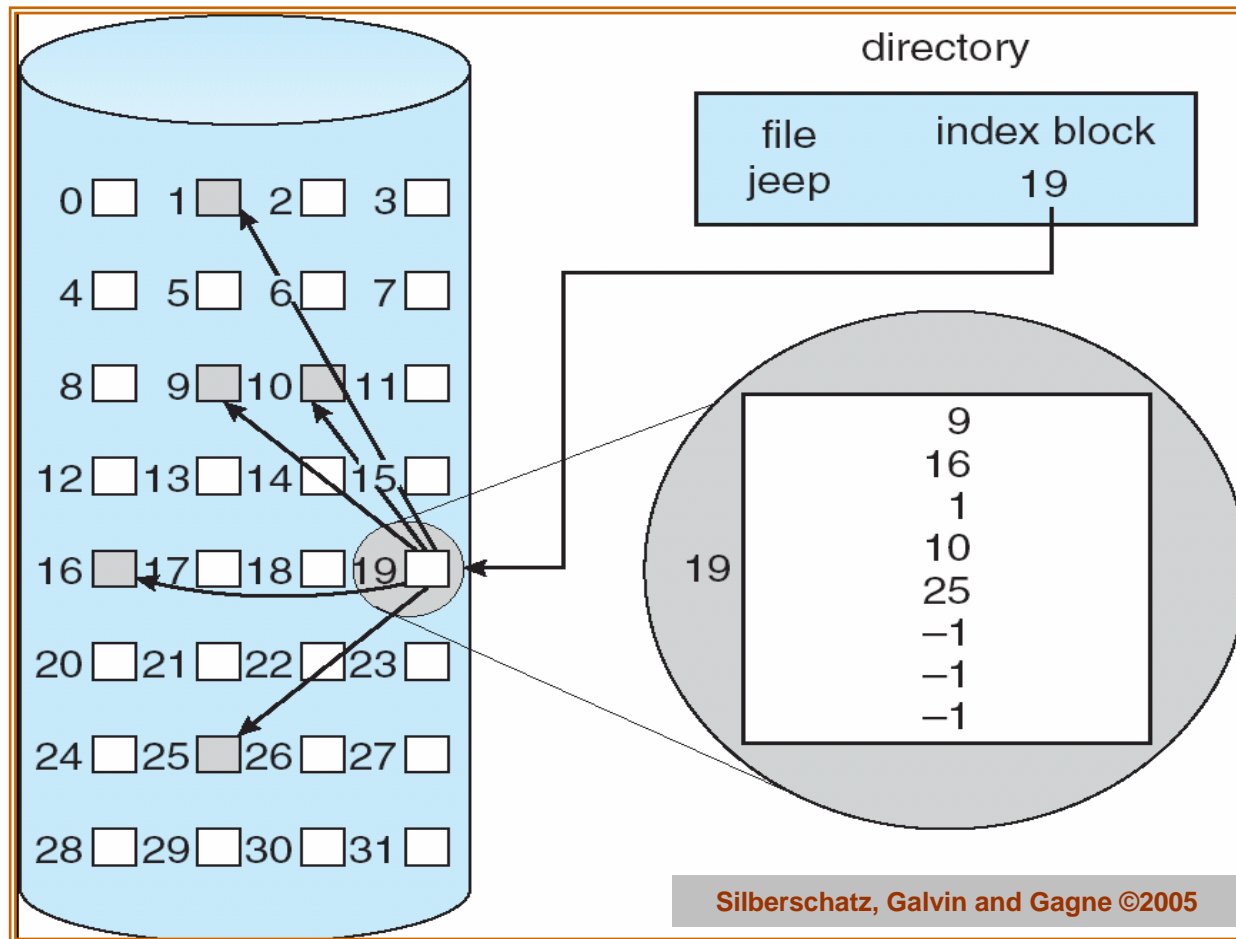 directory
file index block
jeep 19
0 1 2 3
4 5 6 7
8 9 10 11
12 13 14 15
16 17 18 19
20 21 22 23
24 25 26 27
28 29 30 31
19
9
16
1
10
25
–1
–1
–1
Silberschatz, Galvin and Gagne ©2005